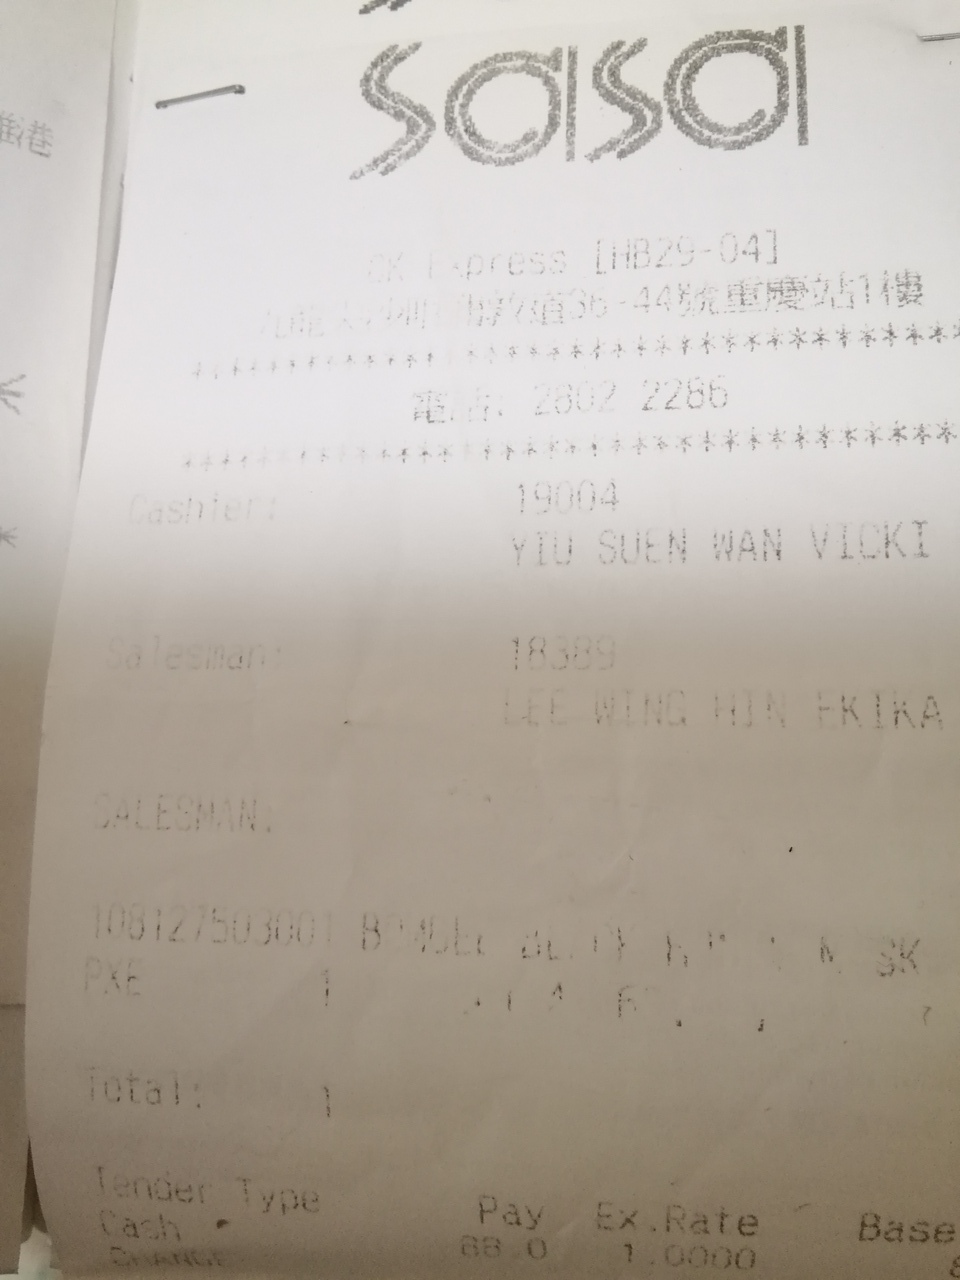 sasa
CK Express [HB29-04]
36-44號重慶站1樓
****************************
電話: 2802 2286
****************************
Cashier: 19004
YIU SUEN WAN VICKI
Salesman: 18389
LEE WING HIN EKIKA
SALESMAN:
108127503001
PXE 1
Total: 1
Tender Type Pay Ex.Rate Base
Cash 88.0 1.0000
CHANGE